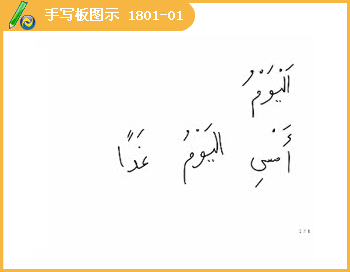 手写板图示 1801-01
اَلْيَوْمُ
أَمْسِ اليَوْمُ غَدًا